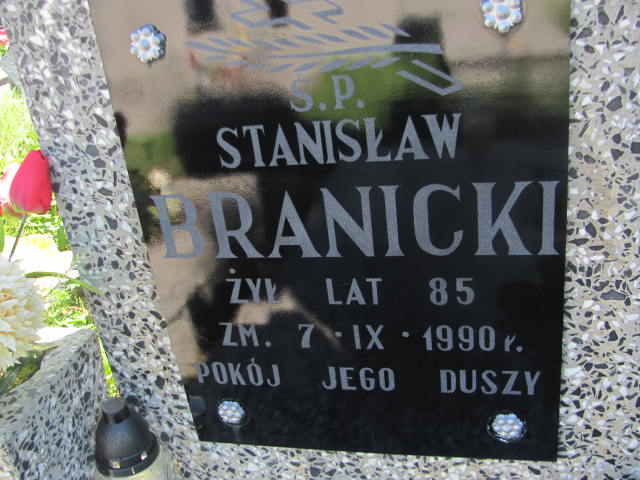 Ś.P.
STANISŁAW
BRANICKI
ŻYŁ LAT 85
ZM. 7·IX·1990 r.
POKÓJ JEGO DUSZY